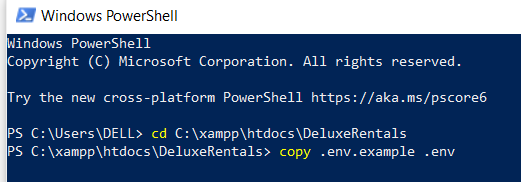 Windows PowerShell
Windows PowerShell
Copyright (C) Microsoft Corporation. All rights reserved.
Try the new cross-platform PowerShell https://aka.ms/pscore6
PS C:\Users\DELL> cd C:\xampp\htdocs\DeluxeRentals
PS C:\xampp\htdocs\DeluxeRentals> copy .env.example .env